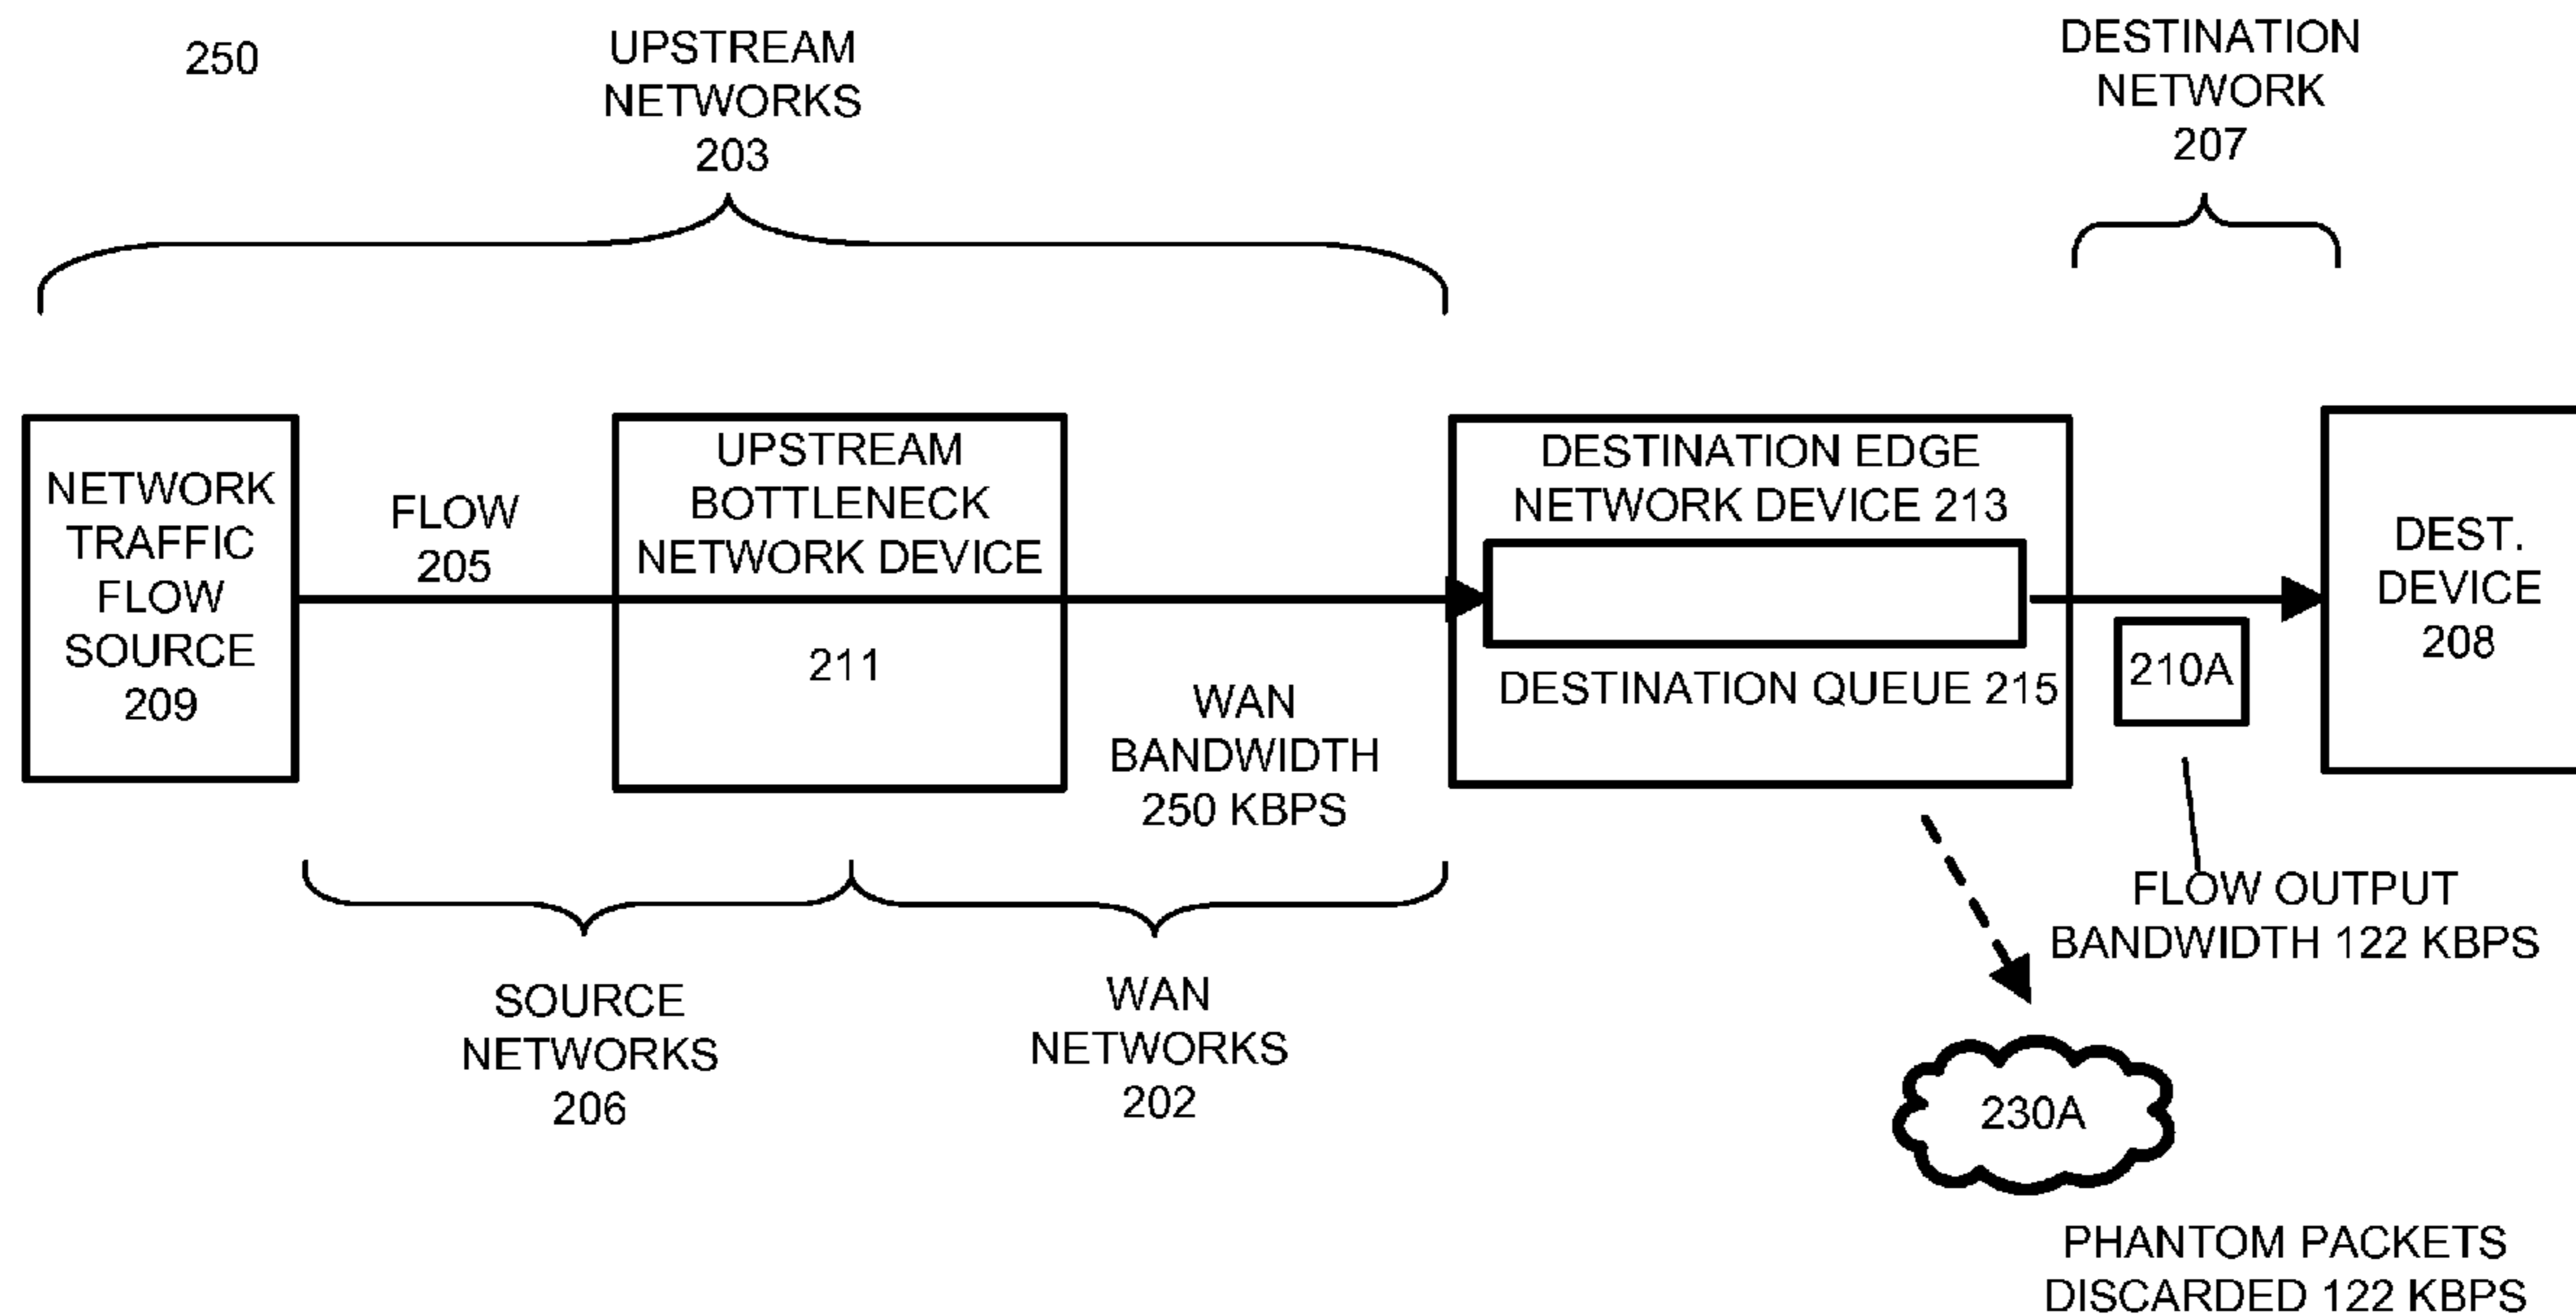 250
UPSTREAM
NETWORKS
203
DESTINATION
NETWORK
207
NETWORK
TRAFFIC
FLOW
SOURCE
209
FLOW
205
UPSTREAM
BOTTLENECK
NETWORK DEVICE
211
WAN
BANDWIDTH
250 KBPS
DESTINATION EDGE
NETWORK DEVICE 213
DESTINATION QUEUE 215
210A
DEST.
DEVICE
208
FLOW OUTPUT
BANDWIDTH 122 KBPS
SOURCE
NETWORKS
206
WAN
NETWORKS
202
230A
PHANTOM PACKETS
DISCARDED 122 KBPS